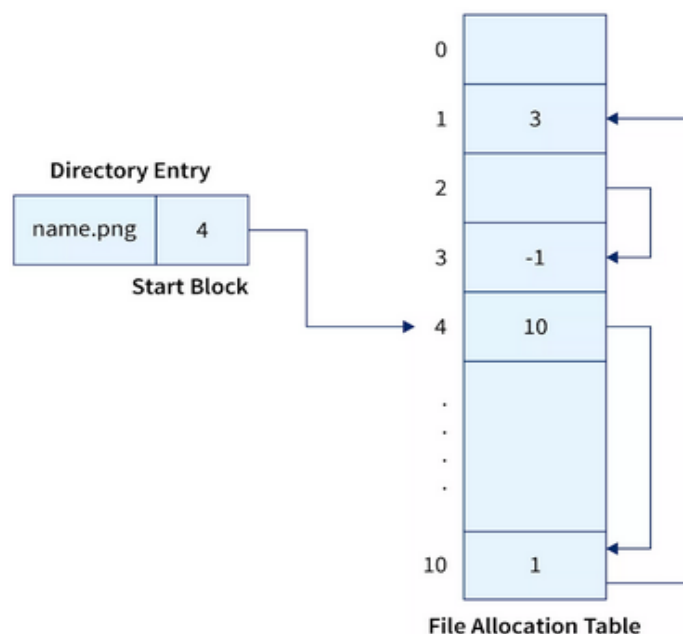 0
1 3
Directory Entry
2
name.png 4
3 -1
Start Block
4 10
.
.
.
.
10 1
File Allocation Table